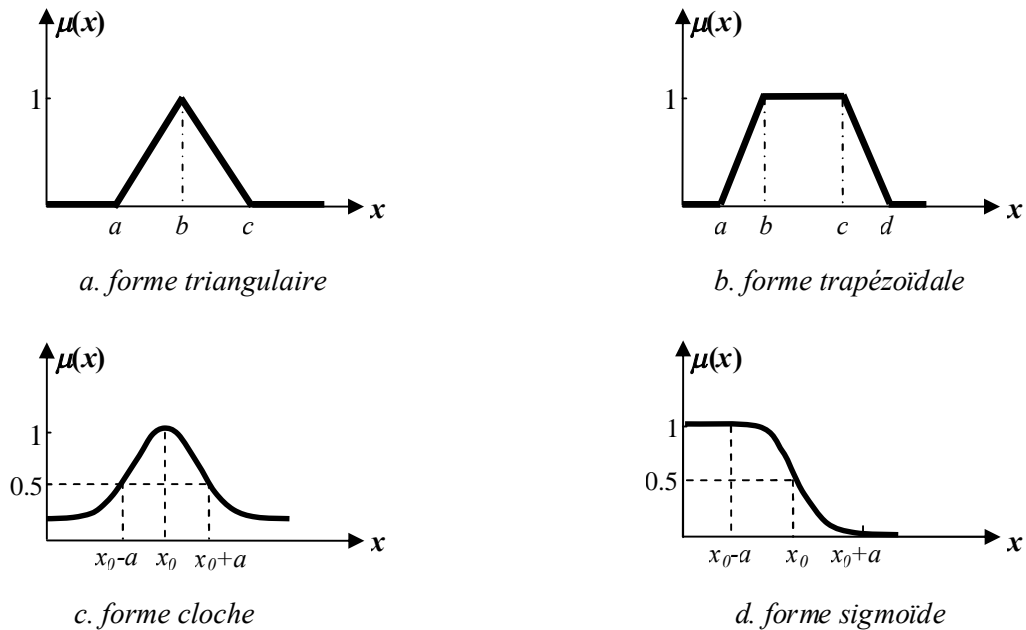 μ(x)
1
a b c
x
a. forme triangulaire
μ(x)
1
a b c d
x
b. forme trapézoïdale
μ(x)
1
0.5
x₀-a x₀ x₀+a
x
c. forme cloche
μ(x)
1
0.5
x₀-a x₀ x₀+a
x
d. forme sigmoïde